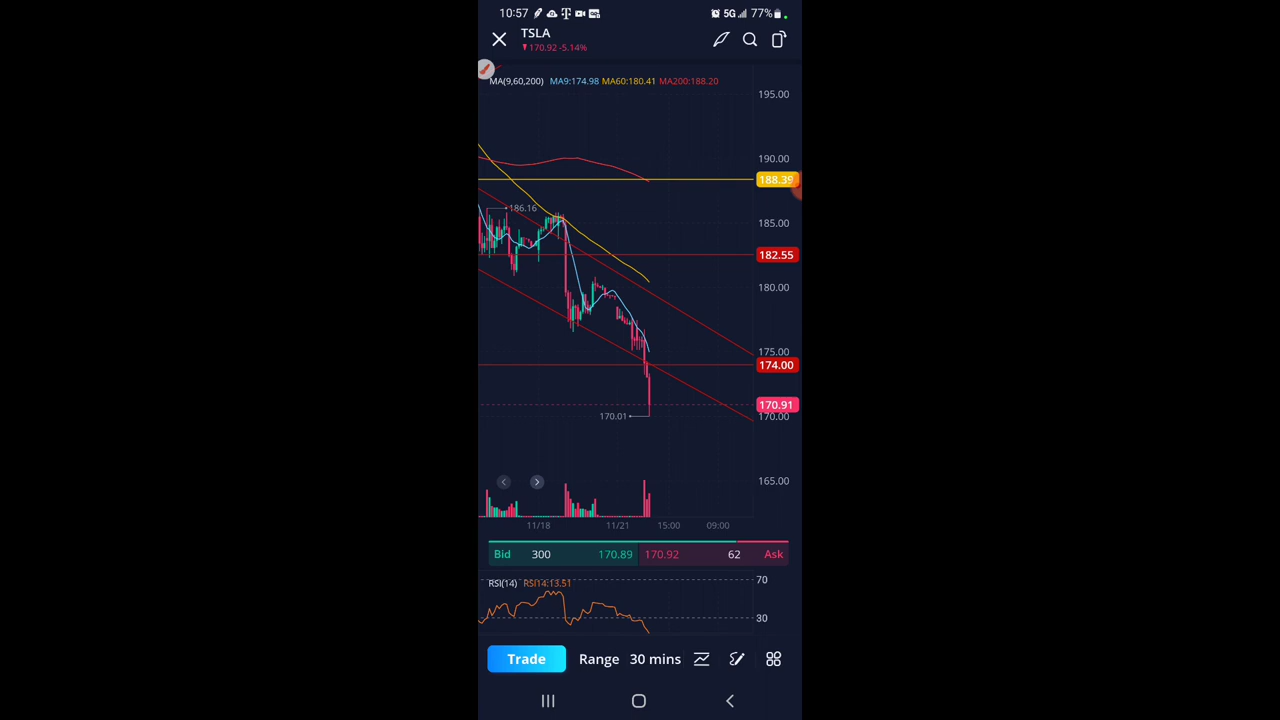 10:57 5G 77%
TSLA
170.92 -5.14%
MA(9,60,200) MA9:174.98 MA60:180.41 MA200:188.20
195.00
190.00
188.39
185.00
186.16
182.55
180.00
175.00
174.00
170.91
170.00
170.01
165.00
11/18 11/21 15:00 09:00
Bid 300 170.89 170.92 62 Ask
RSI(14) RSI14:13.51
70
30
Trade Range 30 mins